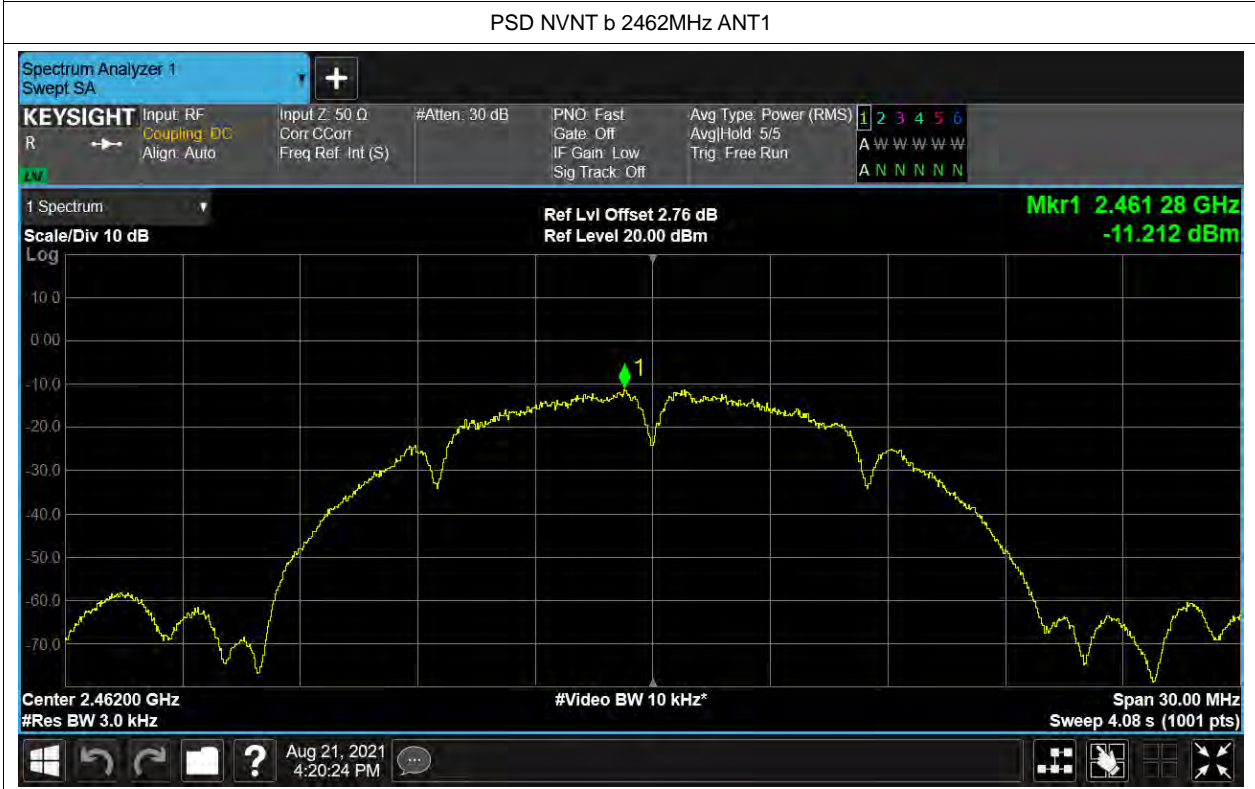 PSD NVNT b 2462MHz ANT1
Spectrum Analyzer 1
Swept SA
+
KEYSIGHT
R
Input: RF
Coupling: DC
Align: Auto
Input Z: 50 Ω
Corr CCorr
Freq Ref: Int (S)
#Atten: 30 dB
PNO: Fast
Gate: Off
IF Gain: Low
Sig Track: Off
Avg Type: Power (RMS)
Avg|Hold: 5/5
Trig: Free Run
1 2 3 4 5 6
A W W W W W
A N N N N N
1 Spectrum
Scale/Div 10 dB
Ref Lvl Offset 2.76 dB
Ref Level 20.00 dBm
Mkr1 2.461 28 GHz
-11.212 dBm
Log
10.0
0.00
-10.0
-20.0
-30.0
-40.0
-50.0
-60.0
-70.0
1
Center 2.46200 GHz
#Video BW 10 kHz*
Span 30.00 MHz
#Res BW 3.0 kHz
Sweep 4.08 s (1001 pts)
?
Aug 21, 2021
4:20:24 PM